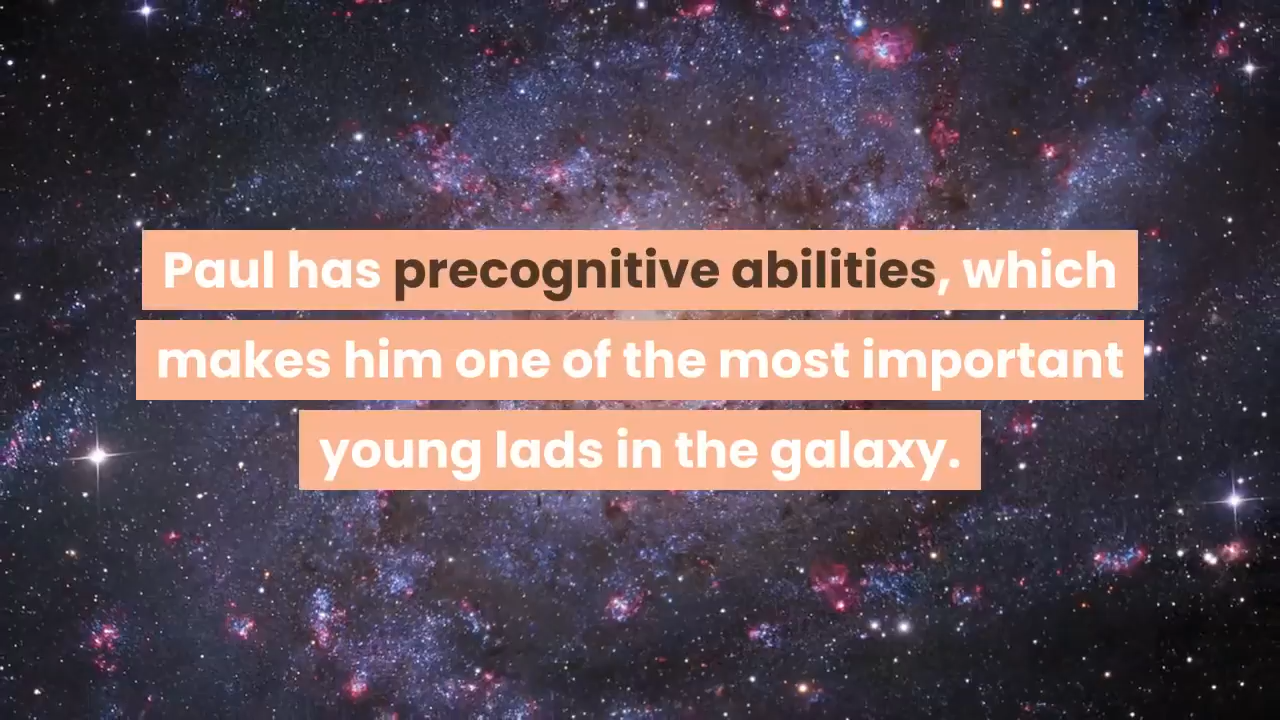 Paul has precognitive abilities, which
makes him one of the most important
young lads in the galaxy.